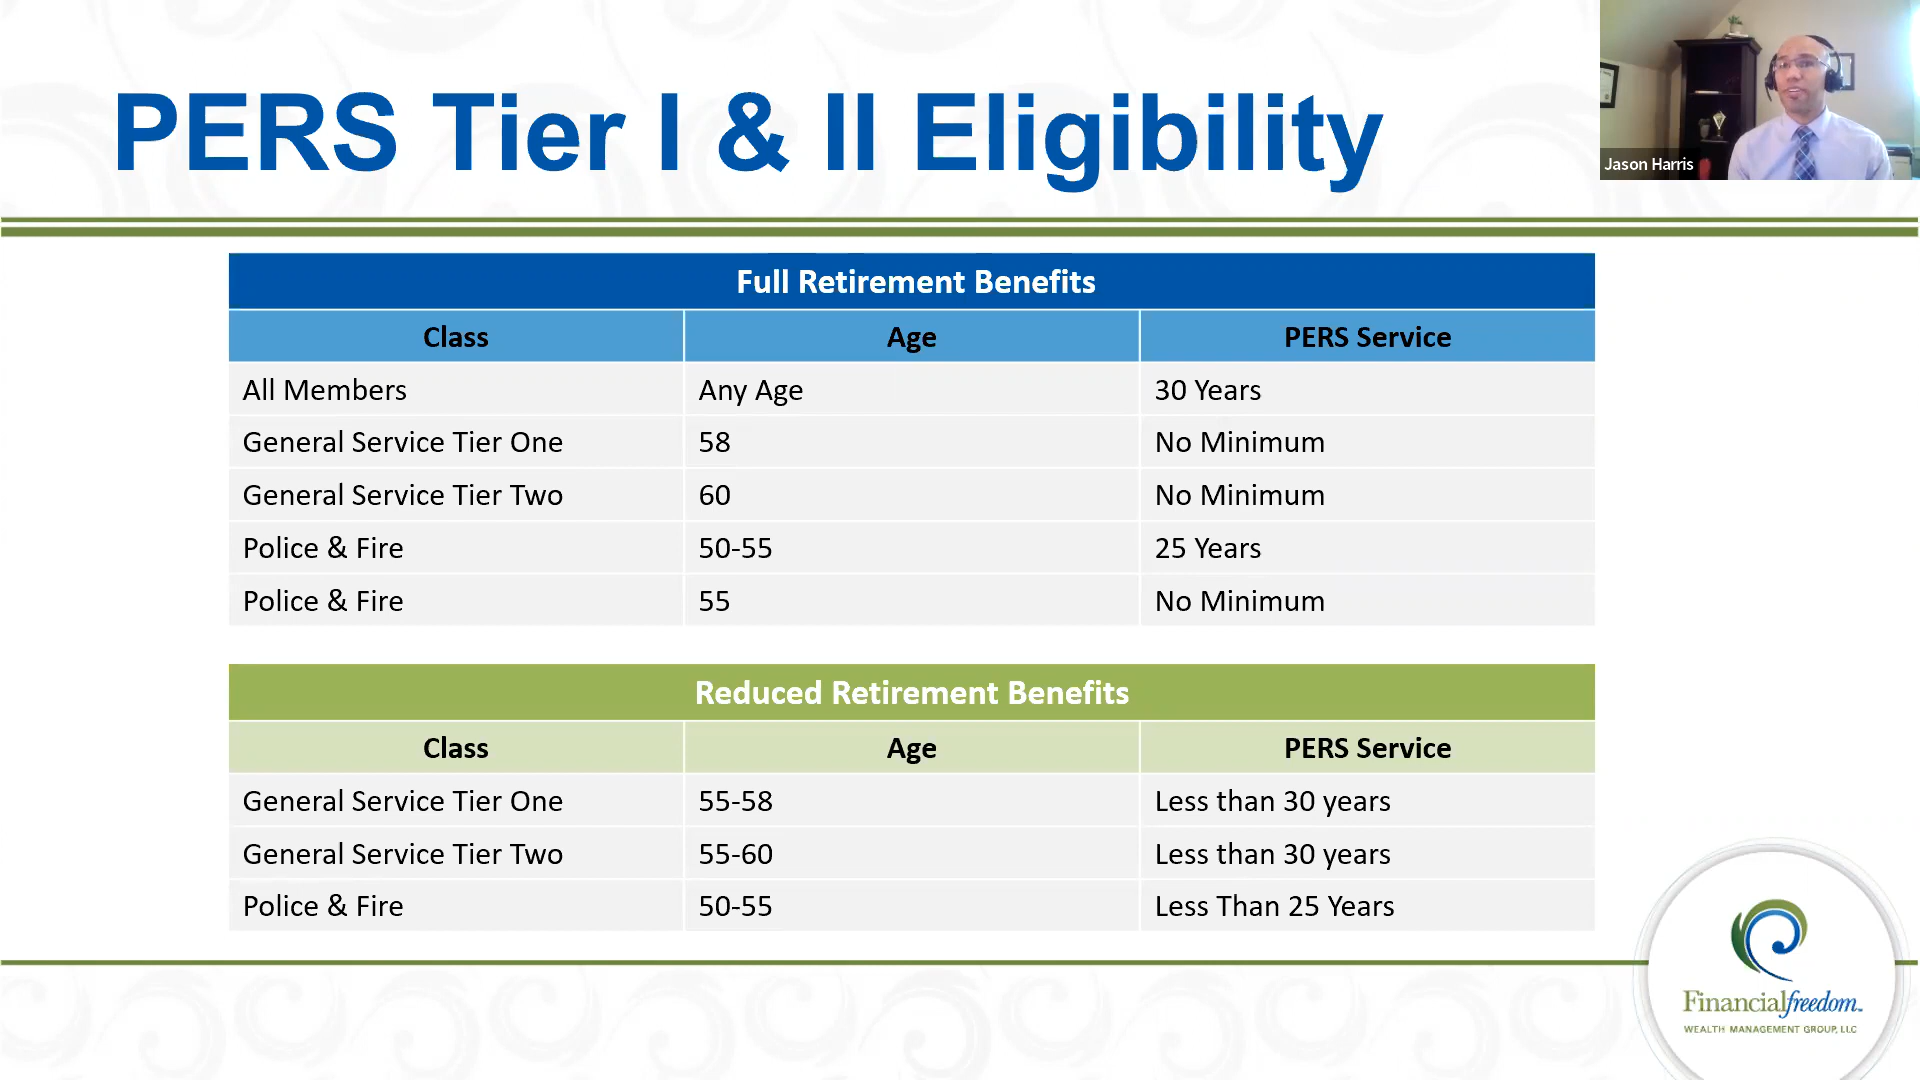 PERS Tier I & II Eligibility
Jason Harris
Full Retirement Benefits
Class Age PERS Service
All Members Any Age 30 Years
General Service Tier One 58 No Minimum
General Service Tier Two 60 No Minimum
Police & Fire 50-55 25 Years
Police & Fire 55 No Minimum
Reduced Retirement Benefits
Class Age PERS Service
General Service Tier One 55-58 Less than 30 years
General Service Tier Two 55-60 Less than 30 years
Police & Fire 50-55 Less Than 25 Years
Financialfreedom™
WEALTH MANAGEMENT GROUP, LLC